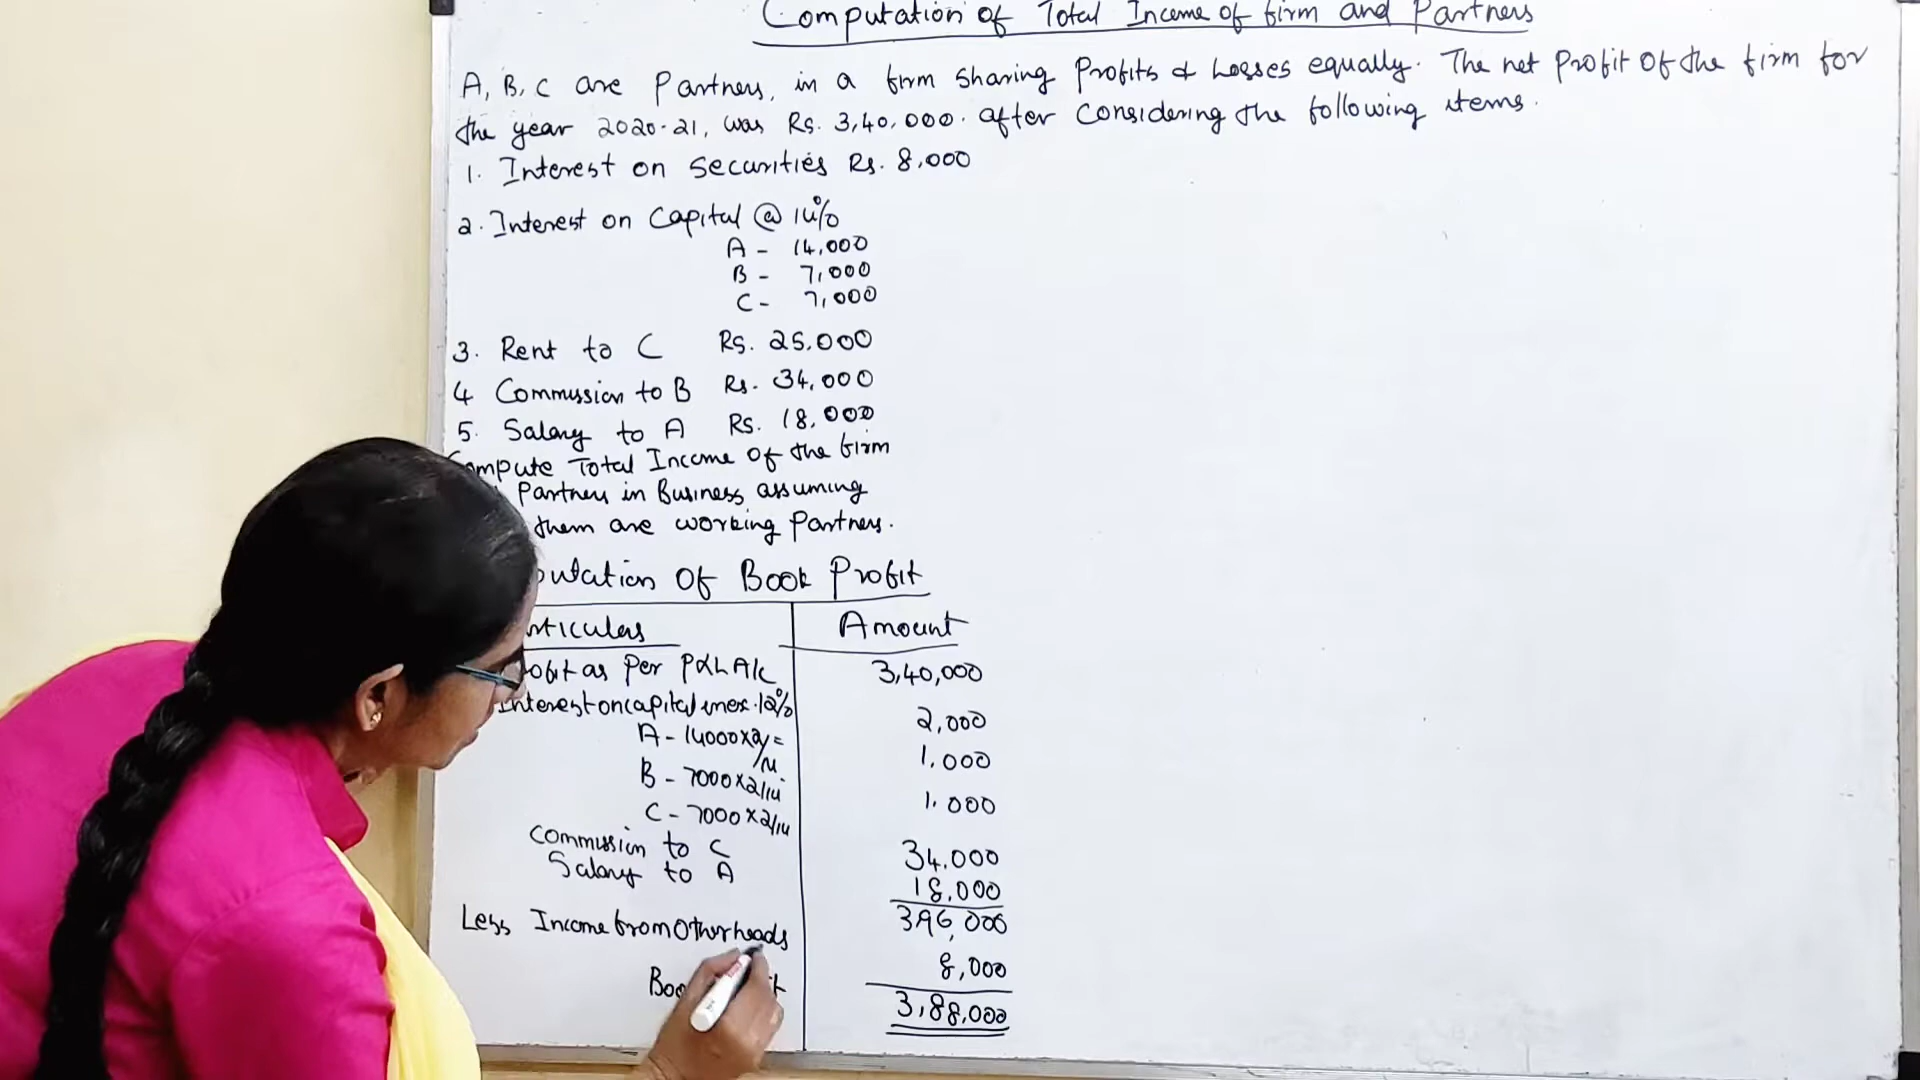 Computation of Total Income of firm and Partners
A, B, C are Partners, in a firm sharing Profits & Losses equally. The net Profit of the firm for
the year 2020-21, was Rs. 3,40,000. after Considering the following items.
1. Interest on Securities Rs. 8,000
2. Interest on Capital @ 14%
A - 14,000
B - 7,000
C - 7,000
3. Rent to C Rs. 25,000
4 Commission to B Rs. 34,000
5. Salary to A Rs. 18,000
Compute Total Income of the firm
Partners in Business, assuming
them are working Partners.
putation Of Book Profit
rticulars Amount
ofit as Per P&L A/c 3,40,000
Interest on capital inex. 12%
A - 14000 x 2/14 = 2,000
B - 7000 x 2/14 1,000
C - 7000 x 2/14 1,000
Commission to C 34,000
Salary to A 18,000
3,96,000
Less Income from Other heads 8,000
Boo t 3,88,000